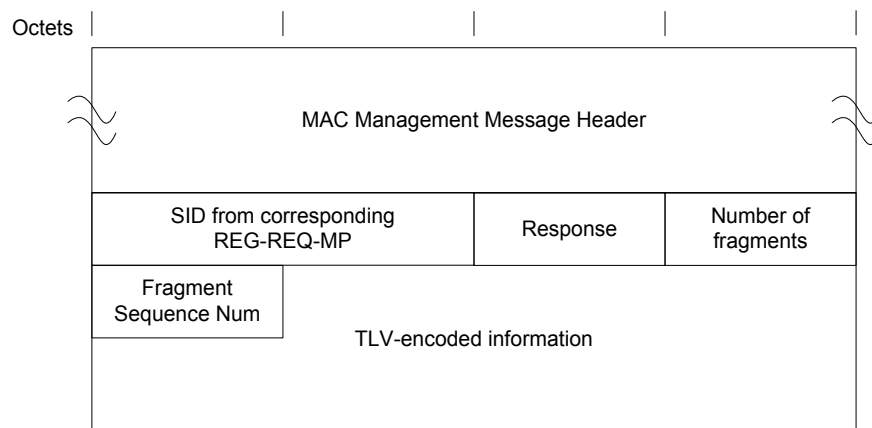 Octets
MAC Management Message Header
SID from corresponding
REG-REQ-MP
Response
Number of
fragments
Fragment
Sequence Num
TLV-encoded information